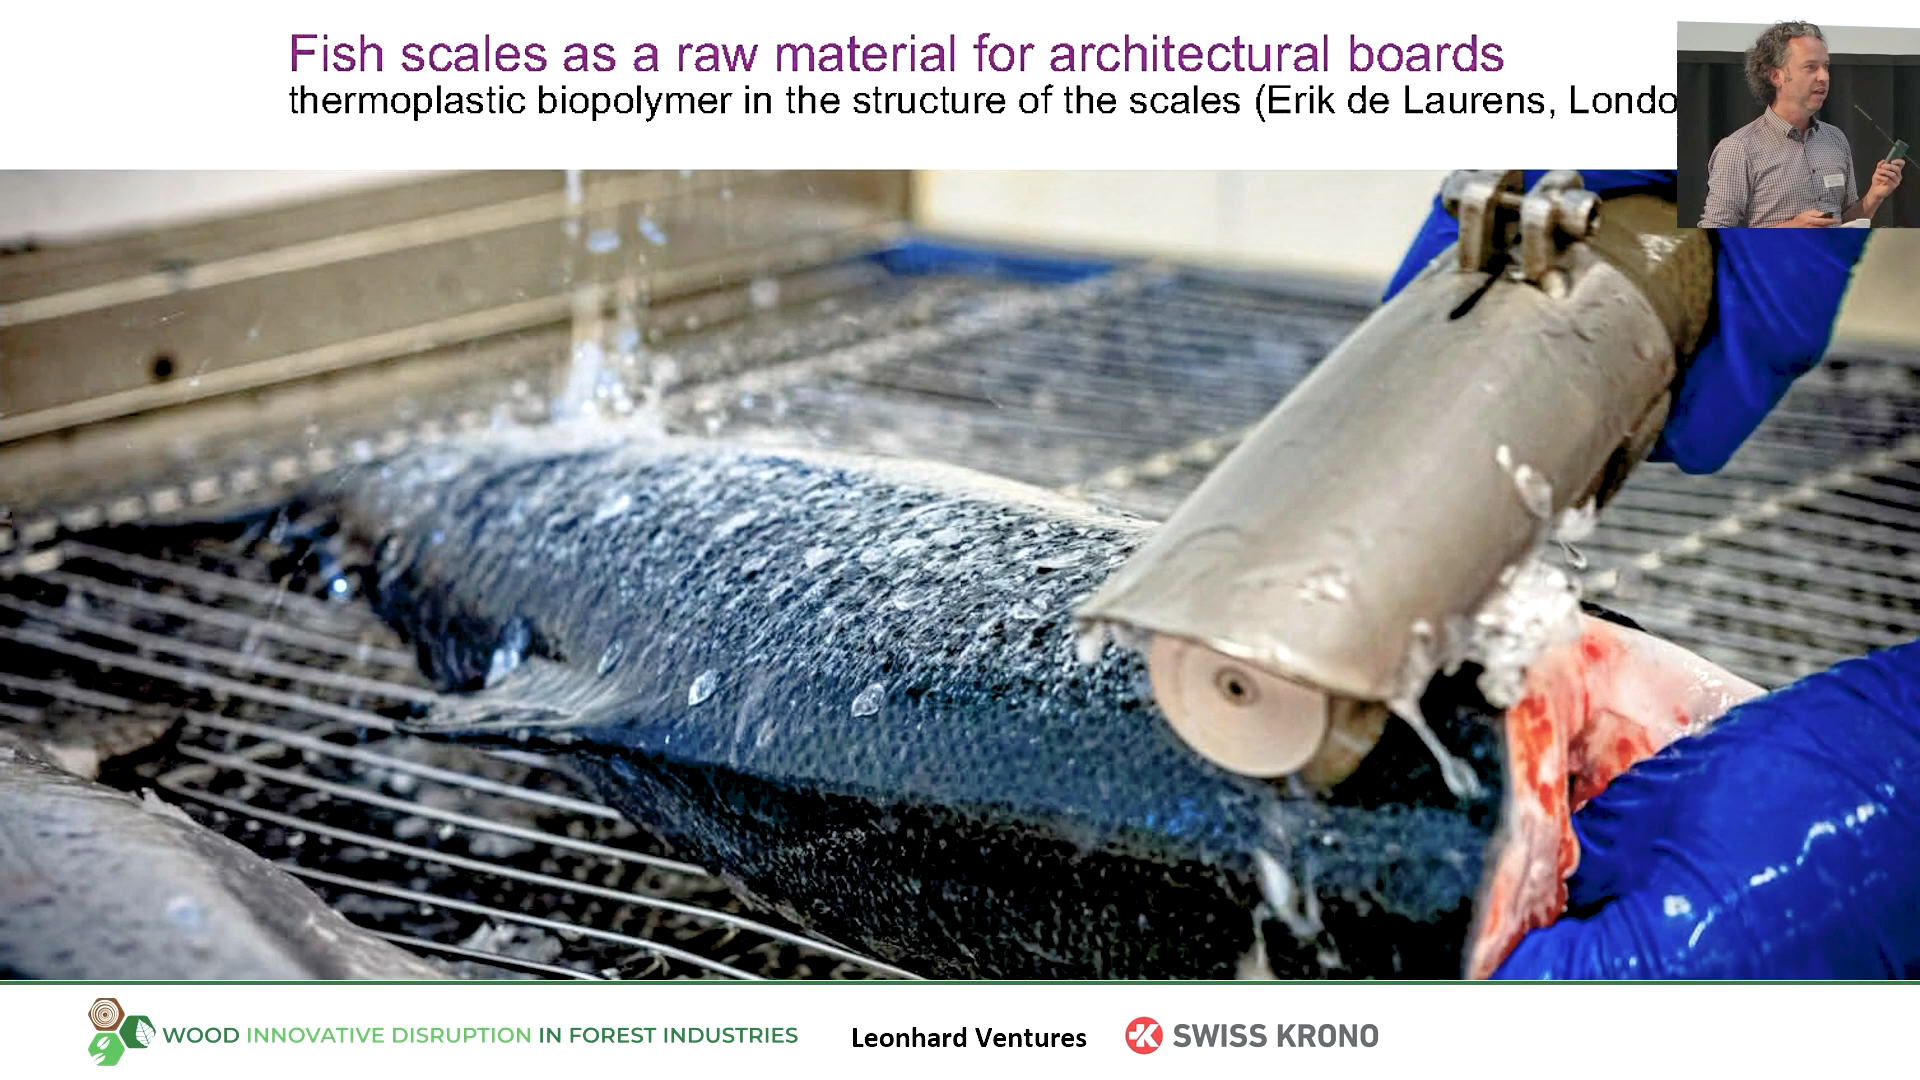 Fish scales as a raw material for architectural boards
thermoplastic biopolymer in the structure of the scales (Erik de Laurens, Londo
WOOD INNOVATIVE DISRUPTION IN FOREST INDUSTRIES
Leonhard Ventures
SWISS KRONO